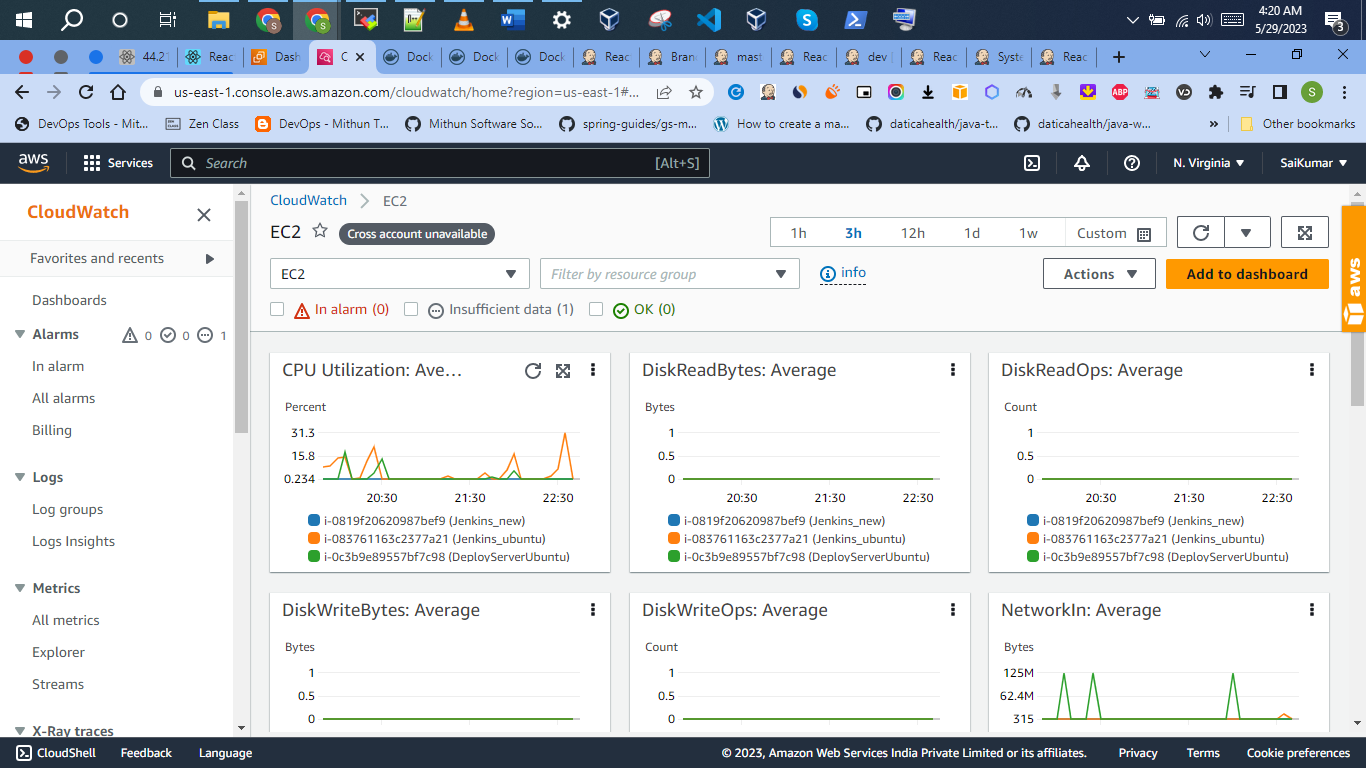 4:20 AM
5/29/2023
3
44.21
Reac
Dash
C
Dock
Dock
Dock
Reac
Bran
mast
Reac
dev |
Reac
Syste
Reac
us-east-1.console.aws.amazon.com/cloudwatch/home?region=us-east-1#...
ABP
S
DevOps Tools - Mit...
Zen Class
DevOps - Mithun T...
Mithun Software So...
spring-guides/gs-m...
How to create a ma...
daticahealth/java-t...
daticahealth/java-w...
»
Other bookmarks
aws
Services
Search
[Alt+S]
N. Virginia
SaiKumar
CloudWatch
Favorites and recents
Dashboards
Alarms
0
0
1
In alarm
All alarms
Billing
Logs
Log groups
Logs Insights
Metrics
All metrics
Explorer
Streams
X-Ray traces
CloudWatch
EC2
EC2
Cross account unavailable
1h
3h
12h
1d
1w
Custom
EC2
Filter by resource group
info
Actions
Add to dashboard
In alarm (0)
Insufficient data (1)
OK (0)
aws
CPU Utilization: Ave...
Percent
31.3
15.8
0.234
20:30
21:30
22:30
i-0819f20620987bef9 (Jenkins_new)
i-083761163c2377a21 (Jenkins_ubuntu)
i-0c3b9e89557bf7c98 (DeployServerUbuntu)
DiskReadBytes: Average
Bytes
1
0.5
0
20:30
21:30
22:30
i-0819f20620987bef9 (Jenkins_new)
i-083761163c2377a21 (Jenkins_ubuntu)
i-0c3b9e89557bf7c98 (DeployServerUbuntu)
DiskReadOps: Average
Count
1
0.5
0
20:30
21:30
22:30
i-0819f20620987bef9 (Jenkins_new)
i-083761163c2377a21 (Jenkins_ubuntu)
i-0c3b9e89557bf7c98 (DeployServerUbuntu)
DiskWriteBytes: Average
Bytes
1
0.5
0
DiskWriteOps: Average
Count
1
0.5
0
NetworkIn: Average
Bytes
125M
62.4M
315
CloudShell
Feedback
Language
© 2023, Amazon Web Services India Private Limited or its affiliates.
Privacy
Terms
Cookie preferences